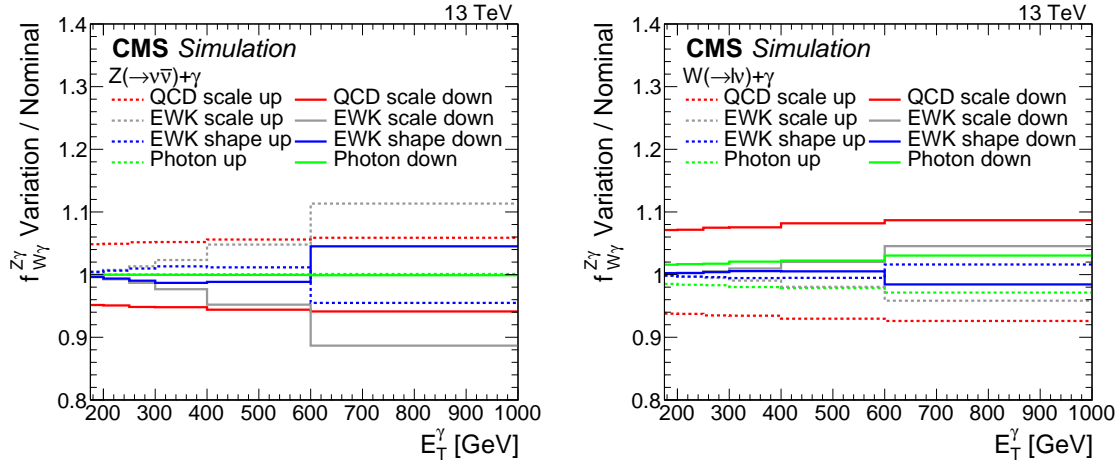 13 TeV
CMS Simulation
Z(→νν̅)+γ
QCD scale up
QCD scale down
EWK scale up
EWK scale down
EWK shape up
EWK shape down
Photon up
Photon down
f^{Zγ}_{Wγ} Variation / Nominal
1.4
1.3
1.2
1.1
1
0.9
0.8
200 300 400 500 600 700 800 900 1000
E_T^γ [GeV]
13 TeV
CMS Simulation
W(→lν)+γ
QCD scale up
QCD scale down
EWK scale up
EWK scale down
EWK shape up
EWK shape down
Photon up
Photon down
f^{Zγ}_{Wγ} Variation / Nominal
1.4
1.3
1.2
1.1
1
0.9
0.8
200 300 400 500 600 700 800 900 1000
E_T^γ [GeV]